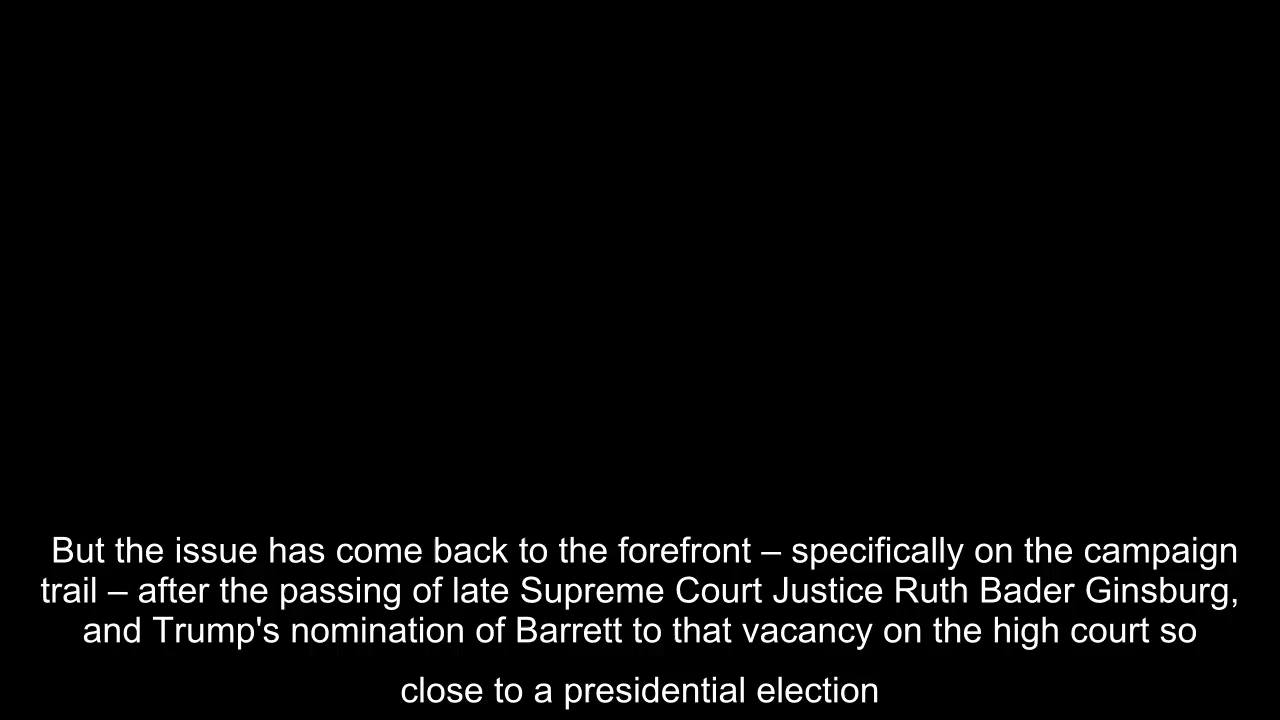 But the issue has come back to the forefront – specifically on the campaign
trail – after the passing of late Supreme Court Justice Ruth Bader Ginsburg,
and Trump's nomination of Barrett to that vacancy on the high court so
close to a presidential election